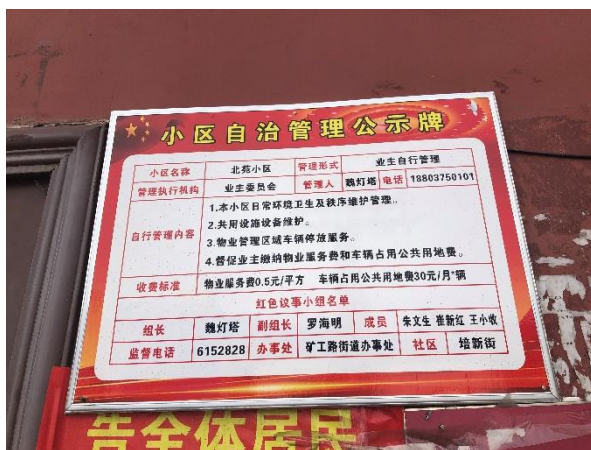 小区自治管理公示牌
小区名称 北苑小区 管理形式 业主自行管理
管理执行机构 业主委员会 管理人 魏灯塔 电话 18803750101
自行管理内容
1.本小区日常环境卫生及秩序维护管理。
2.共用设施设备维护。
3.物业管理区域车辆停放服务。
4.督促业主缴纳物业服务费和车辆占用公共用地费。
收费标准 物业服务费0.5元/平方 车辆占用公共用地费30元/月*辆
红色议事小组名单
组长 魏灯塔 副组长 罗海明 成员 朱文生 崔新红 王小收
监督电话 6152828 办事处 矿工路街道办事处 社区 培新街
告全体居民